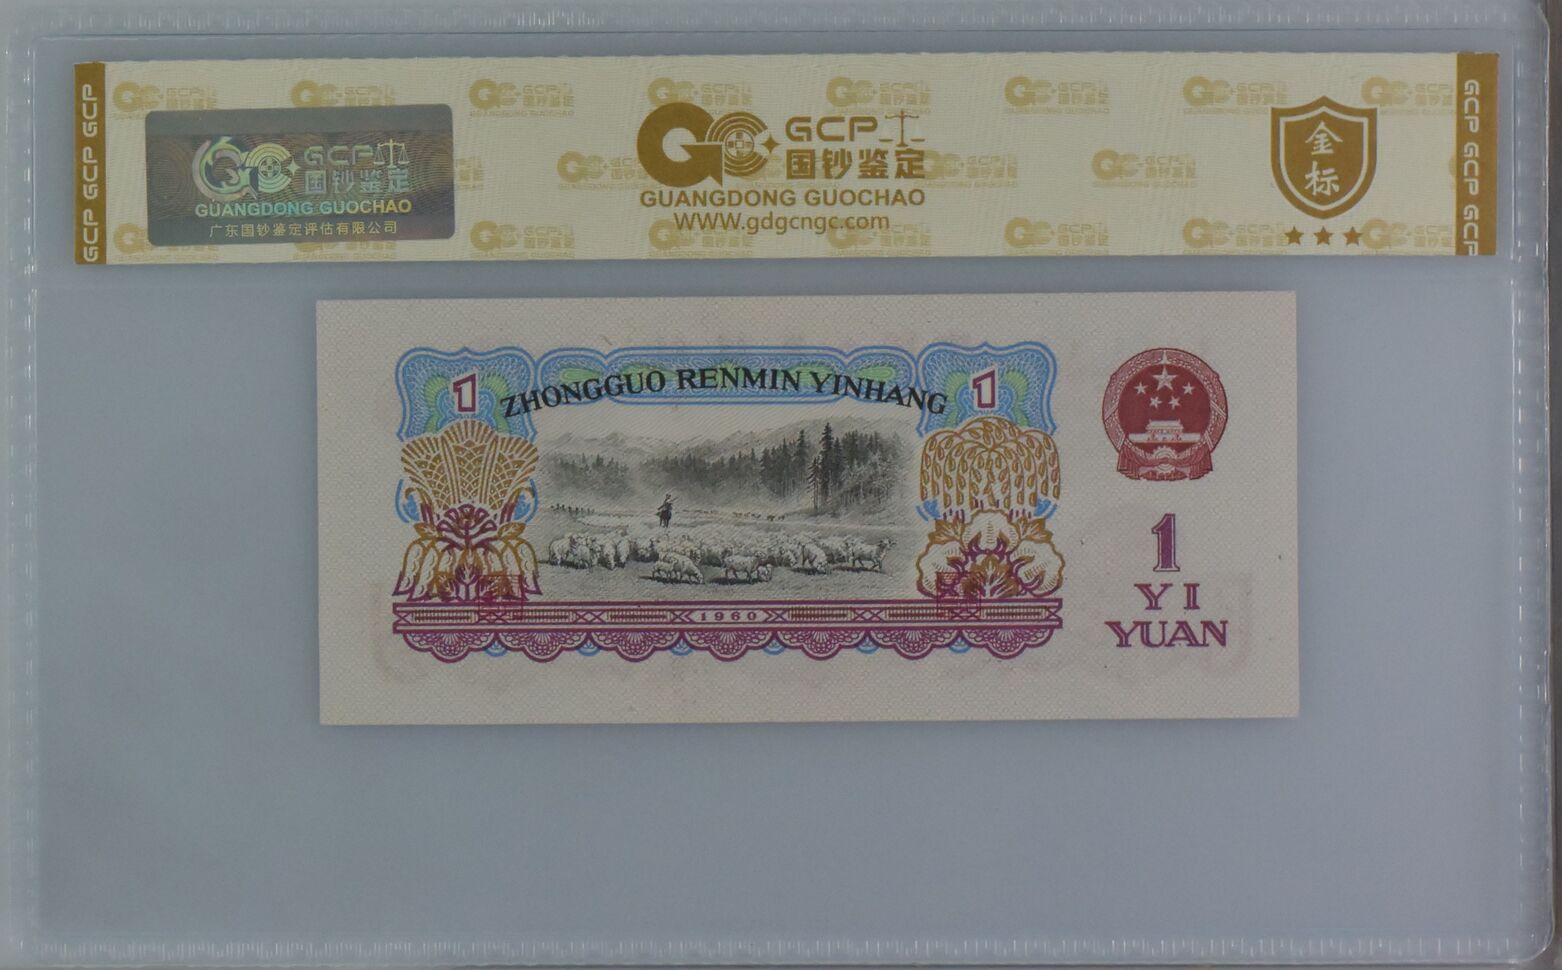 GCP GCP GCP
GCP 国钞鉴定
GUANGDONG GUOCHAO
广东国钞鉴定评估有限公司
GCP 国钞鉴定
GUANGDONG GUOCHAO
WWW.gdgcngc.com
金标
GCP GCP GCP
ZHONGGUO RENMIN YINHANG
1
1
1960
1
YI
YUAN